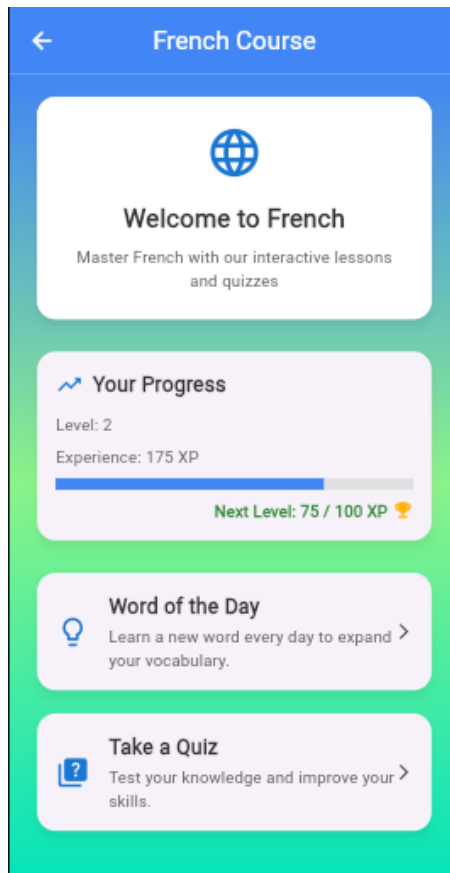 French Course
Welcome to French
Master French with our interactive lessons
and quizzes
Your Progress
Level: 2
Experience: 175 XP
Next Level: 75 / 100 XP
Word of the Day
Learn a new word every day to expand
your vocabulary.
Take a Quiz
Test your knowledge and improve your
skills.